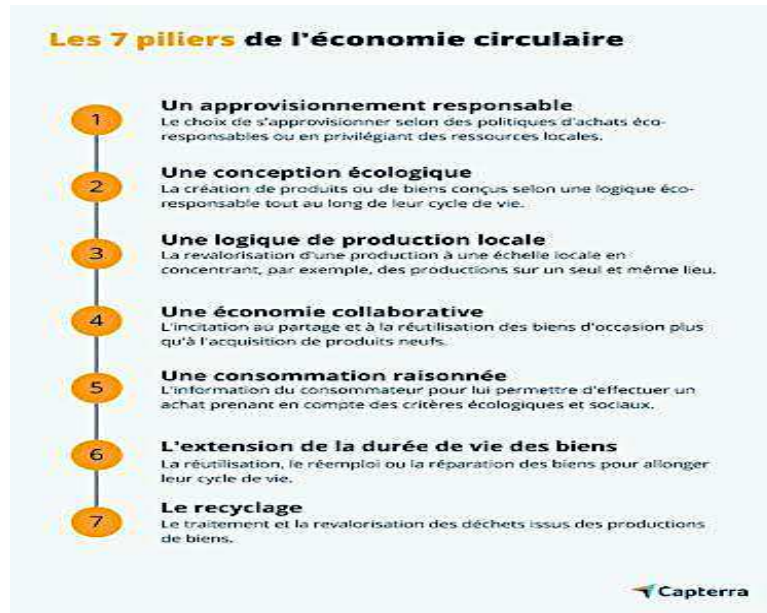 Les 7 piliers de l'économie circulaire
1
Un approvisionnement responsable
Le choix de s'approvisionner selon des politiques d'achats éco-
responsables ou en privilégiant des ressources locales.
2
Une conception écologique
La création de produits ou de biens conçus selon une logique éco-
responsable tout au long de leur cycle de vie.
3
Une logique de production locale
La revalorisation d'une production à une échelle locale en
concentrant, par exemple, des productions sur un seul et même lieu.
4
Une économie collaborative
L'incitation au partage et à la réutilisation des biens d'occasion plus
qu'à l'acquisition de produits neufs.
5
Une consommation raisonnée
L'information du consommateur pour lui permettre d'effectuer un
achat prenant en compte des critères écologiques et sociaux.
6
L'extension de la durée de vie des biens
La réutilisation, le réemploi ou la réparation des biens pour allonger
leur cycle de vie.
7
Le recyclage
Le traitement et la revalorisation des déchets issus des productions
de biens.
Capterra